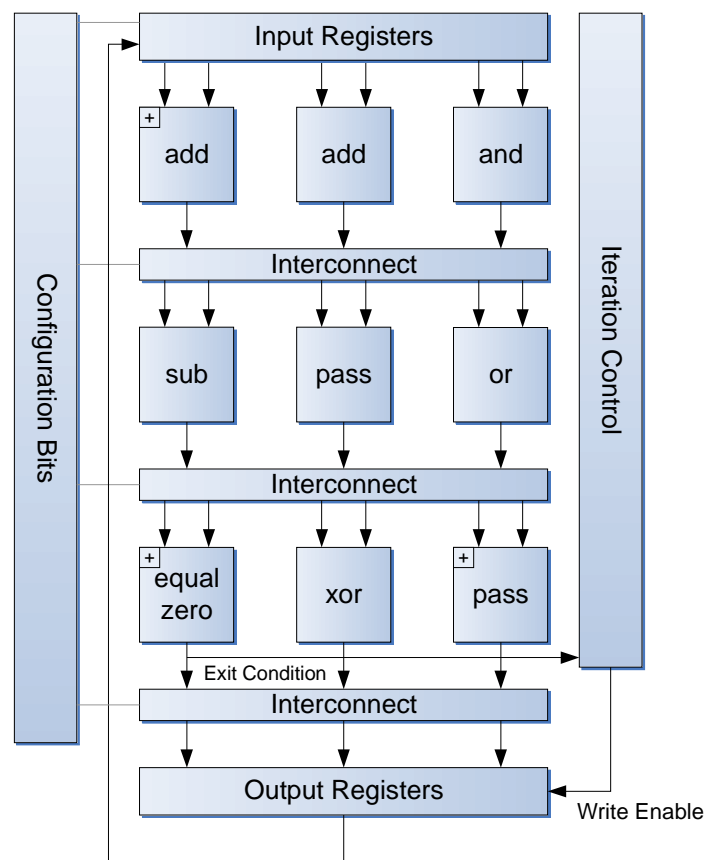 Input Registers
+
add
add
and
Interconnect
sub
pass
or
Interconnect
+
equal
zero
xor
+
pass
Exit Condition
Interconnect
Output Registers
Write Enable
Configuration Bits
Iteration Control